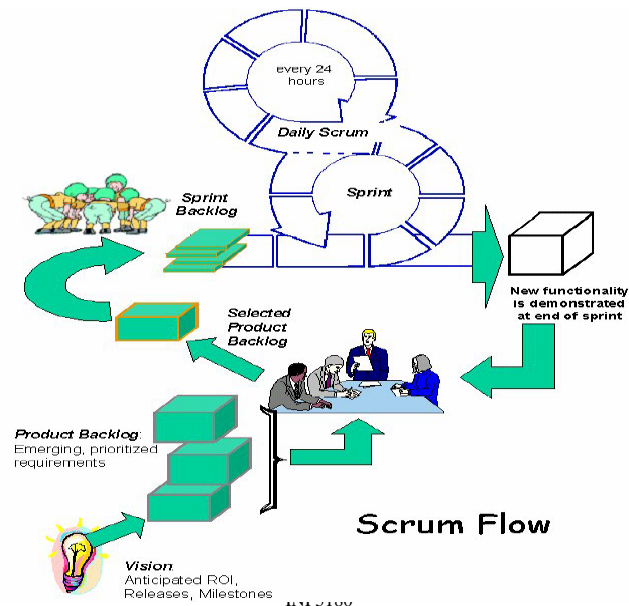 every 24
hours
Daily Scrum
Sprint
Sprint
Backlog
New functionality
is demonstrated
at end of sprint
Selected
Product
Backlog
Product Backlog:
Emerging, prioritized
requirements
Scrum Flow
Vision
Anticipated ROI,
Releases, Milestones